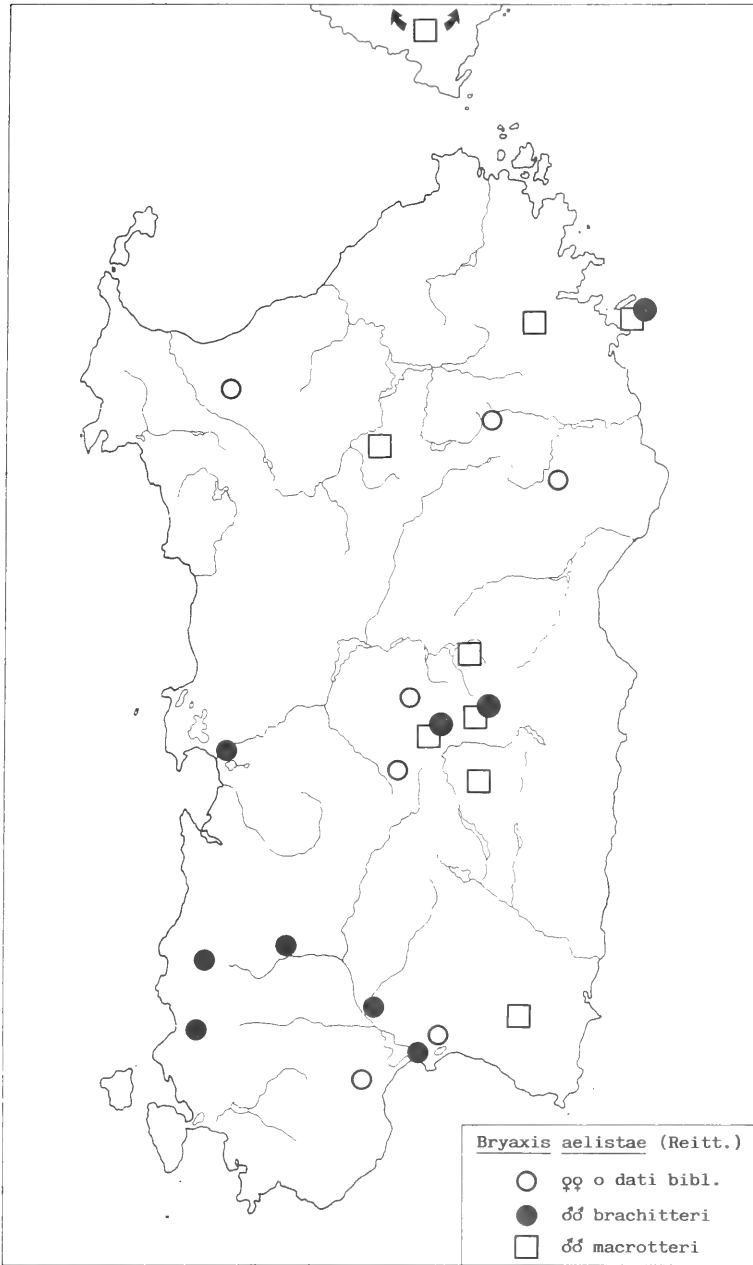 Bryaxis aelistae (Reitt.)
♀♀ o dati bibl.
♂♂ brachitteri
♂♂ macrotteri